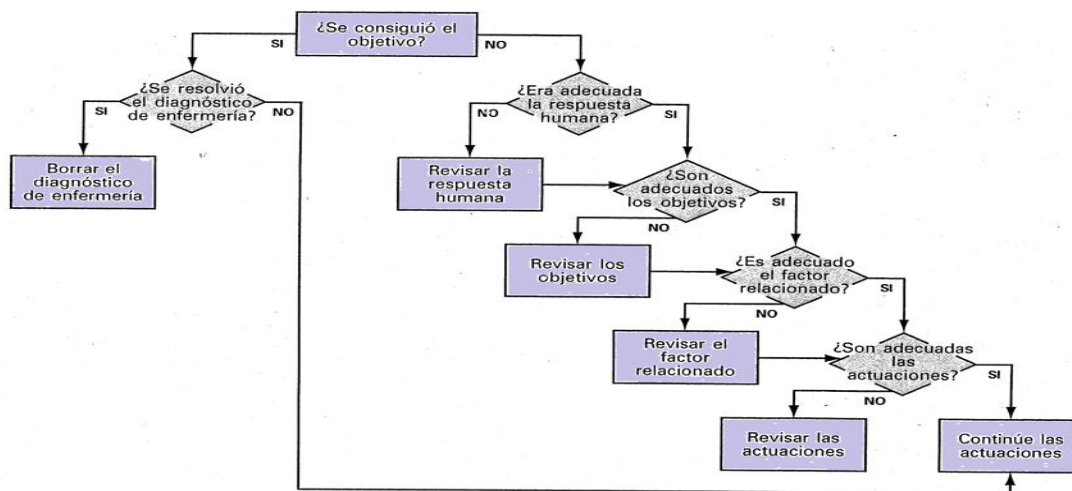 ¿Se consiguió el
objetivo?
SI
NO
¿Se resolvió
el diagnóstico
de enfermería?
SI
NO
Borrar el
diagnóstico
de enfermería
¿Era adecuada
la respuesta
humana?
NO
SI
Revisar la
respuesta
humana
¿Son
adecuados
los objetivos?
SI
NO
Revisar los
objetivos
¿Es adecuado
el factor
relacionado?
SI
NO
Revisar el
factor
relacionado
¿Son adecuadas
las
actuaciones?
SI
NO
Revisar las
actuaciones
Continúe las
actuaciones